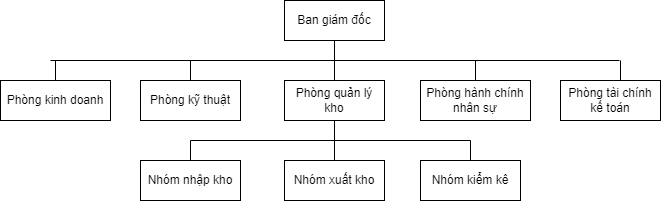 Ban giám đốc
Phòng kinh doanh
Phòng kỹ thuật
Phòng quản lý
kho
Phòng hành chính
nhân sự
Phòng tài chính
kế toán
Nhóm nhập kho
Nhóm xuất kho
Nhóm kiểm kê